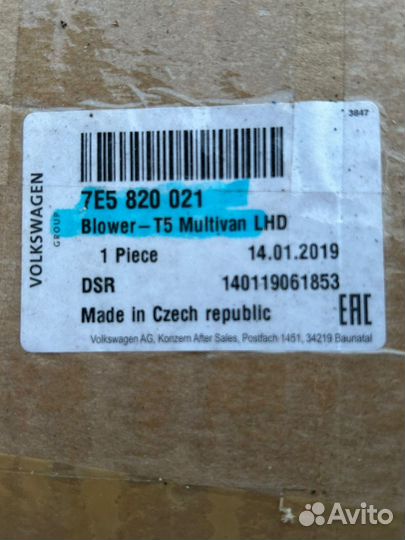 3847
VOLKSWAGEN
GROUP
7E5 820 021
Blower-T5 Multivan LHD
1 Piece 14.01.2019
DSR 140119061853
Made in Czech republic EAC
Volkswagen AG, Konzern After Sales, Postfach 1451, 34219 Baunatal
Avito